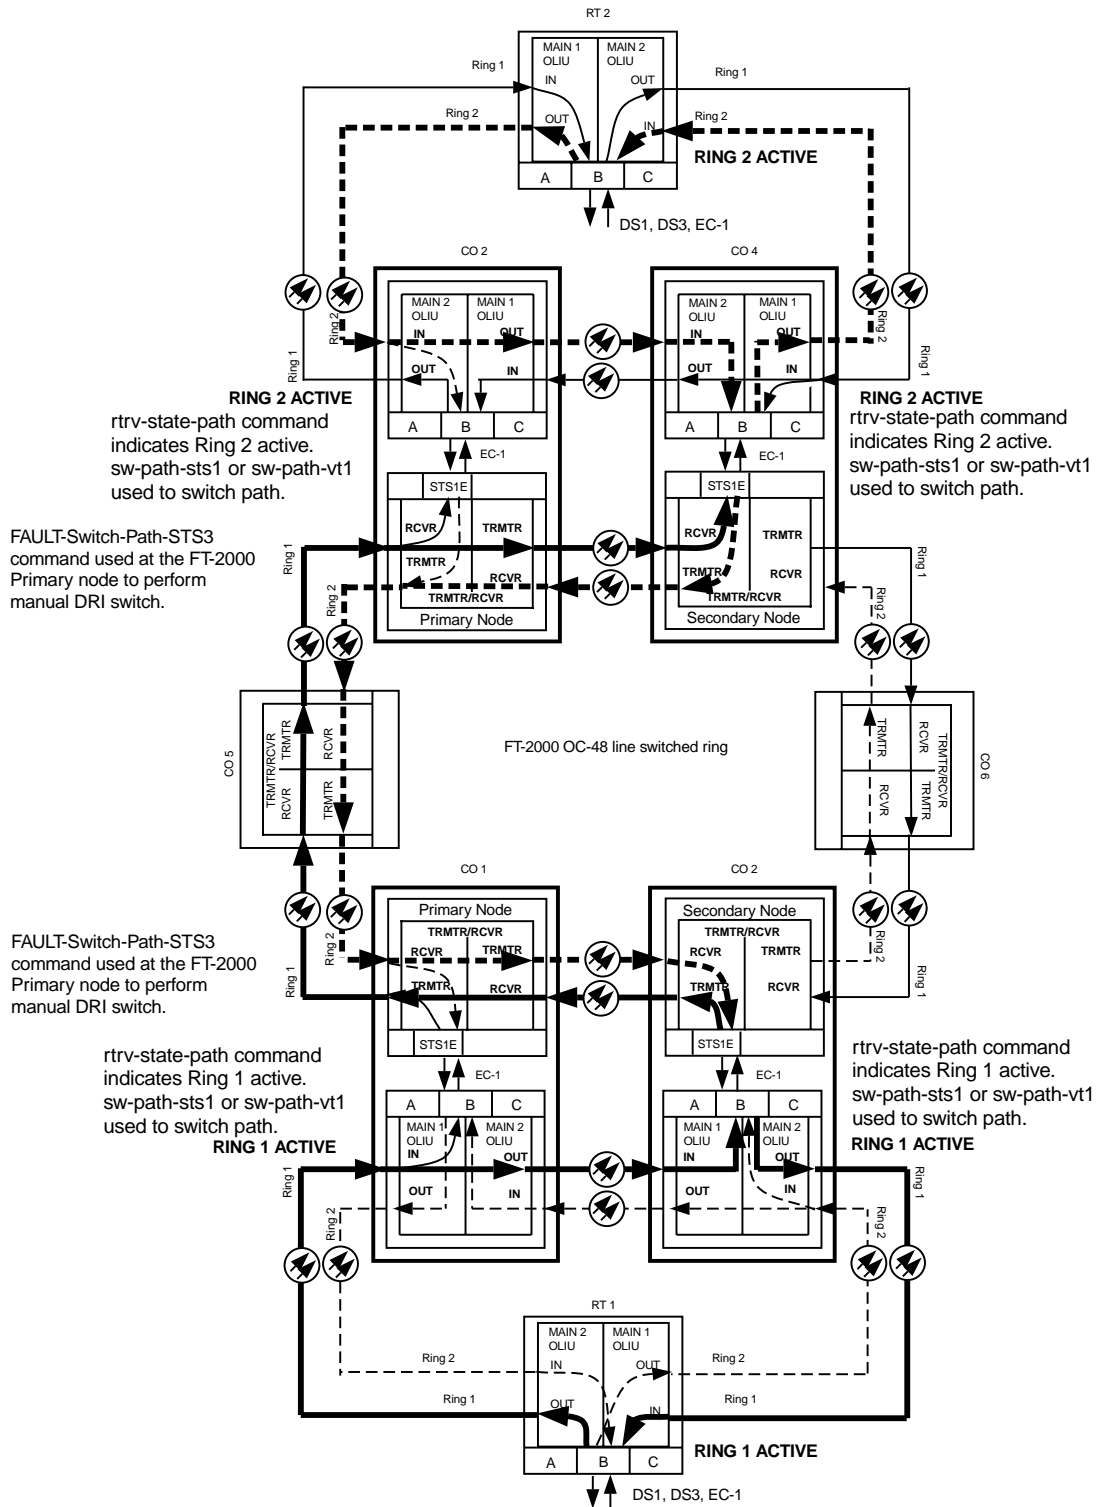 RT 2
MAIN 1
OLIU
MAIN 2
OLIU
Ring 1
IN
OUT
Ring 1
Ring 2
OUT
IN
Ring 2
RING 2 ACTIVE
A
B
C
DS1, DS3, EC-1
CO 2
CO 4
MAIN 2
OLIU
MAIN 1
OLIU
MAIN 2
OLIU
MAIN 1
OLIU
Ring 2
IN
OUT
IN
OUT
Ring 2
Ring 1
OUT
IN
OUT
IN
Ring 1
RING 2 ACTIVE
rtrv-state-path command
indicates Ring 2 active.
sw-path-sts1 or sw-path-vt1
used to switch path.
RING 2 ACTIVE
rtrv-state-path command
indicates Ring 2 active.
sw-path-sts1 or sw-path-vt1
used to switch path.
A
B
C
A
B
C
EC-1
EC-1
STS1E
STS1E
FAULT-Switch-Path-STS3
command used at the FT-2000
Primary node to perform
manual DRI switch.
Ring 1
RCVR
TRMTR
RCVR
TRMTR
Ring 1
TRMTR
RCVR
TRMTR
RCVR
Ring 2
TRMTR/RCVR
TRMTR/RCVR
Ring 2
Primary Node
Secondary Node
CO 5
TRMTR/RCVR
TRMTR
RCVR
RCVR
TRMTR
FT-2000 OC-48 line switched ring
TRMTR
RCVR
RCVR
TRMTR
TRMTR/RCVR
CO 6
CO 1
CO 2
Primary Node
Secondary Node
TRMTR/RCVR
TRMTR/RCVR
FAULT-Switch-Path-STS3
command used at the FT-2000
Primary node to perform
manual DRI switch.
Ring 2
RCVR
TRMTR
RCVR
TRMTR
Ring 2
Ring 1
TRMTR
RCVR
TRMTR
RCVR
Ring 1
STS1E
STS1E
EC-1
EC-1
rtrv-state-path command
indicates Ring 1 active.
sw-path-sts1 or sw-path-vt1
used to switch path.
RING 1 ACTIVE
rtrv-state-path command
indicates Ring 1 active.
sw-path-sts1 or sw-path-vt1
used to switch path.
RING 1 ACTIVE
A
B
C
A
B
C
MAIN 1
OLIU
MAIN 2
OLIU
MAIN 1
OLIU
MAIN 2
OLIU
Ring 1
IN
OUT
IN
OUT
Ring 1
Ring 2
OUT
IN
OUT
IN
Ring 2
RT 1
MAIN 2
OLIU
MAIN 1
OLIU
Ring 2
IN
OUT
Ring 2
Ring 1
OUT
IN
Ring 1
RING 1 ACTIVE
A
B
C
DS1, DS3, EC-1